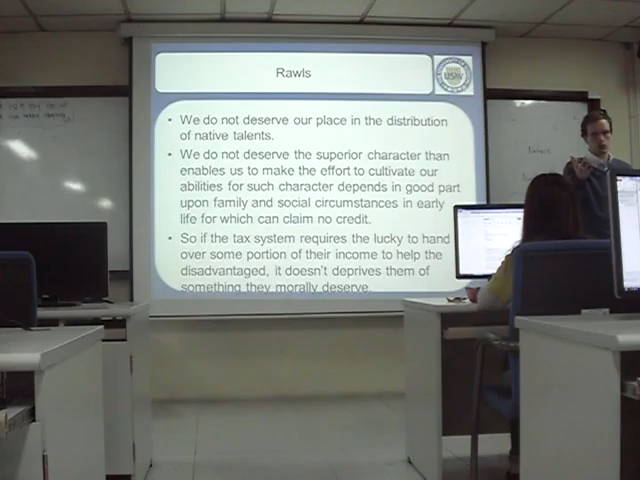 Rawls
USW
• We do not deserve our place in the distribution
of native talents.
• We do not deserve the superior character than
enables us to make the effort to cultivate our
abilities for such character depends in good part
upon family and social circumstances in early
life for which can claim no credit.
• So if the tax system requires the lucky to hand
over some portion of their income to help the
disadvantaged, it doesn't deprives them of
something they morally deserve.